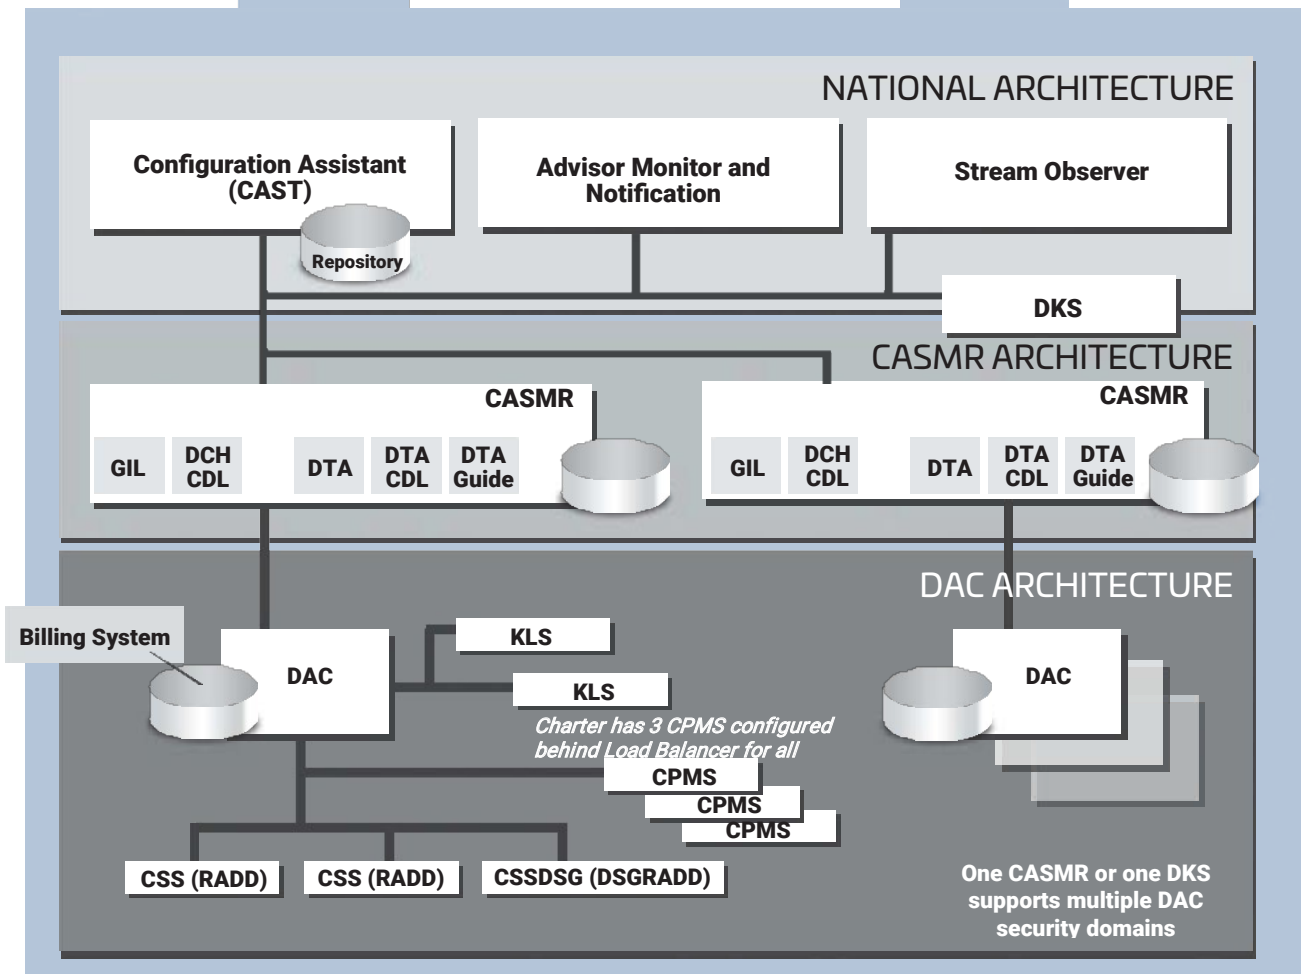 NATIONAL ARCHITECTURE
Configuration Assistant
(CAST)
Repository
Advisor Monitor and
Notification
Stream Observer
DKS
CASMR ARCHITECTURE
CASMR
GIL
DCH
CDL
DTA
DTA
CDL
DTA
Guide
CASMR
GIL
DCH
CDL
DTA
DTA
CDL
DTA
Guide
DAC ARCHITECTURE
Billing System
DAC
KLS
KLS
Charter has 3 CPMS configured
behind Load Balancer for all
CPMS
CPMS
CPMS
CSS (RADD)
CSS (RADD)
CSSDSG (DSGRADD)
DAC
One CASMR or one DKS
supports multiple DAC
security domains